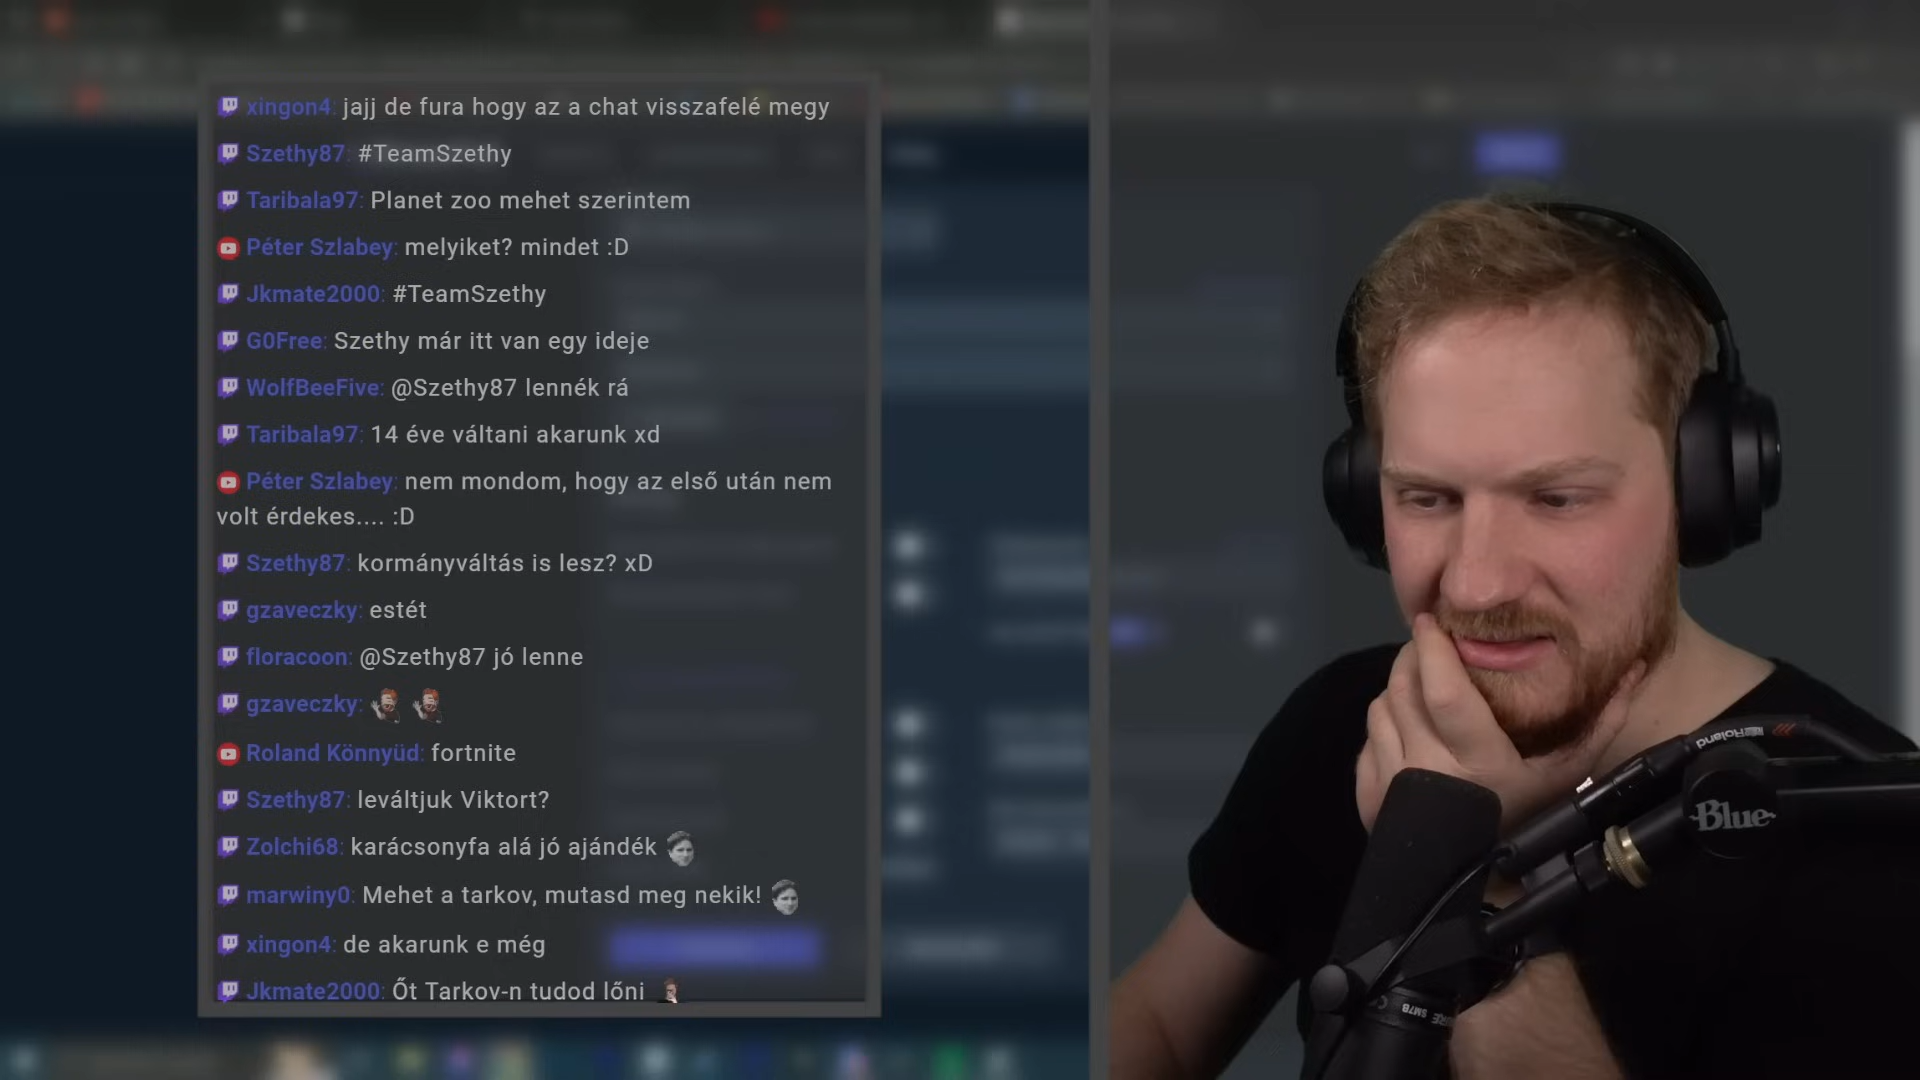 xingon4: jajj de fura hogy az a chat visszafelé megy
Szethy87: #TeamSzethy
Taribala97: Planet zoo mehet szerintem
Péter Szlabey: melyiket? mindet :D
Jkmate2000: #TeamSzethy
G0Free: Szethy már itt van egy ideje
WolfBeeFive: @Szethy87 lennék rá
Taribala97: 14 éve váltani akarunk xd
Péter Szlabey: nem mondom, hogy az első után nem
volt érdekes.... :D
Szethy87: kormányváltás is lesz? xD
gzaveczky: estét
floracoon: @Szethy87 jó lenne
gzaveczky:
Roland Könnyüd: fortnite
Szethy87: leváltjuk Viktort?
Zolchi68: karácsonyfa alá jó ajándék
marwiny0: Mehet a tarkov, mutasd meg nekik!
xingon4: de akarunk e még
Jkmate2000: Őt Tarkov-n tudod lőni
Roland
Blue
SM7B